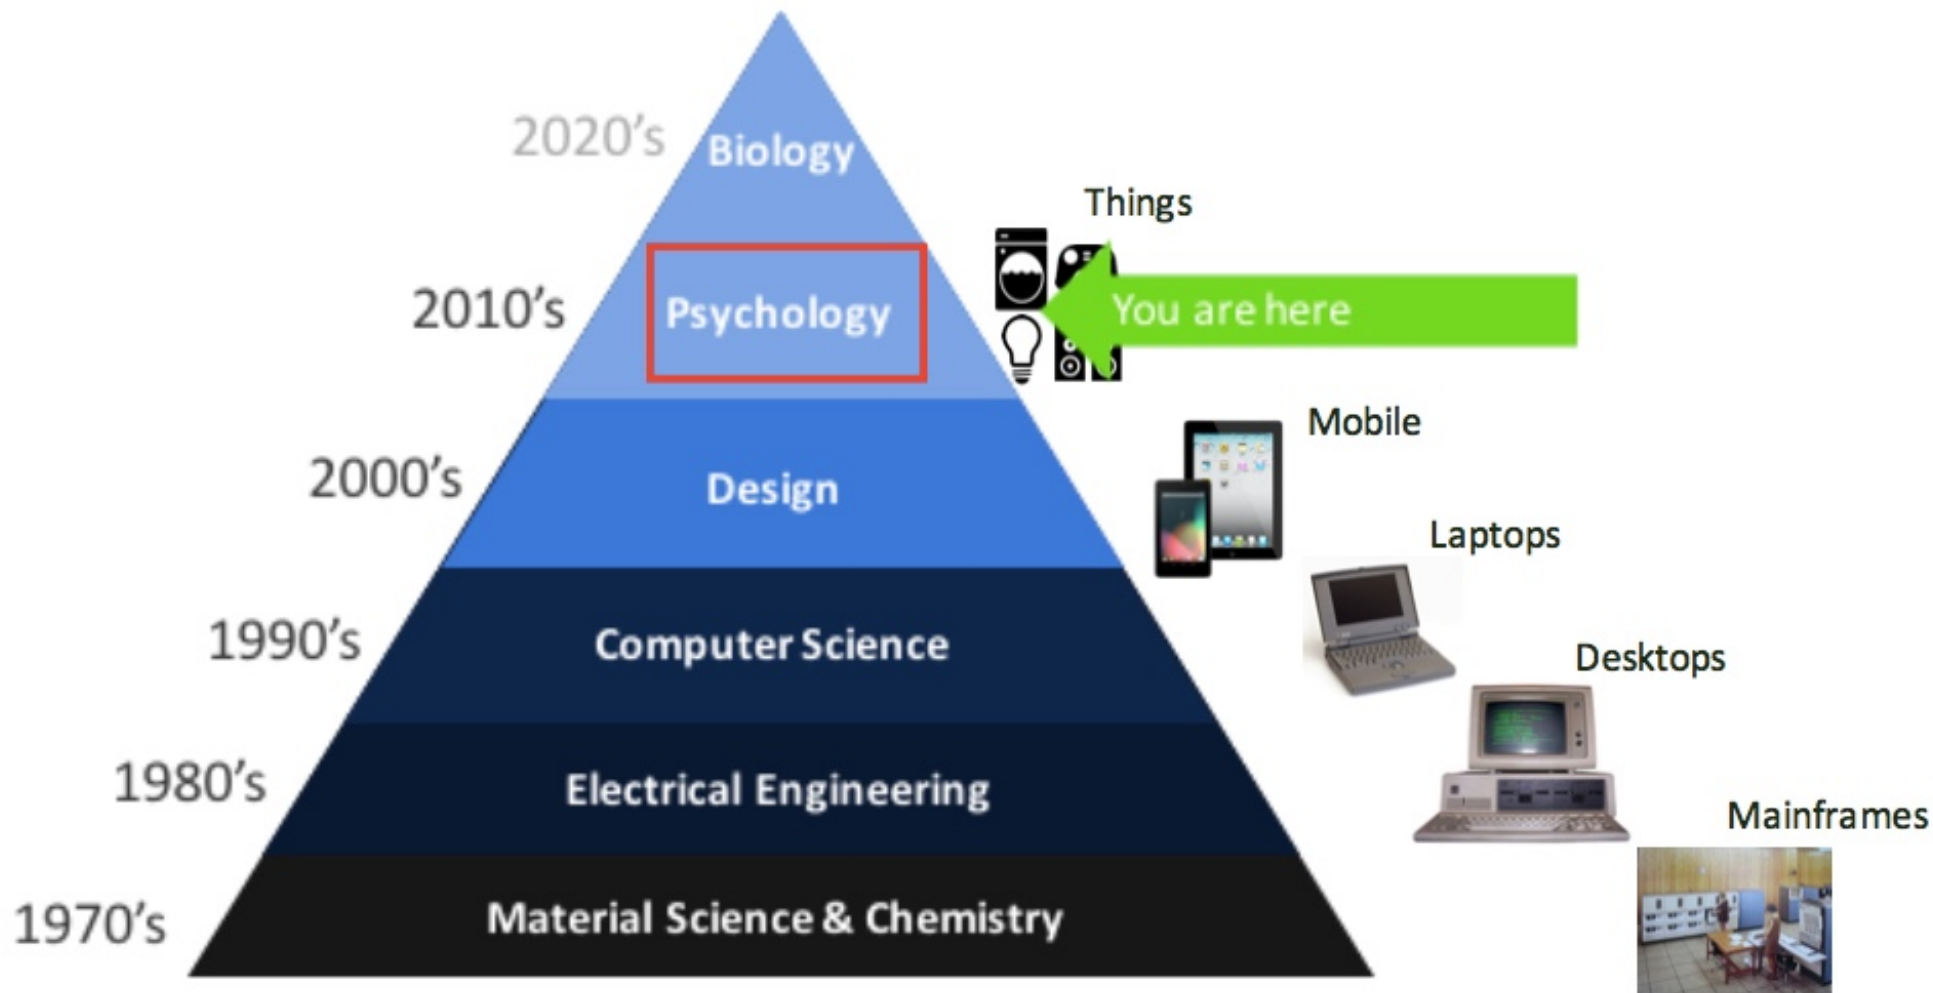 2020's
Biology
Things
2010's
Psychology
You are here
Mobile
2000's
Design
Laptops
1990's
Computer Science
Desktops
1980's
Electrical Engineering
Mainframes
1970's
Material Science & Chemistry